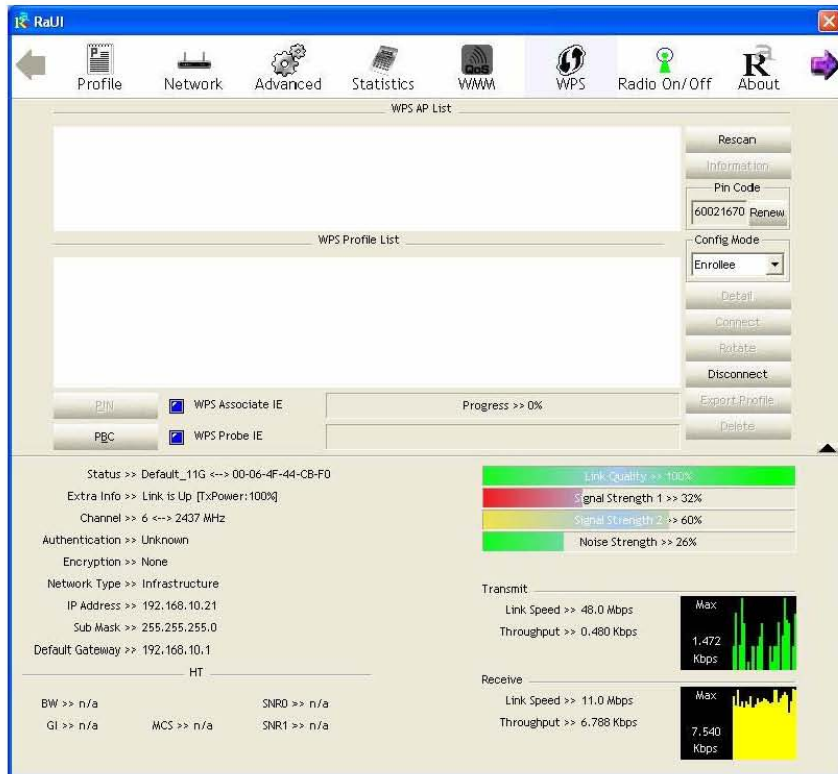 RaUI
Profile Network Advanced Statistics QoS WMM WPS Radio On/Off About
WPS AP List
Rescan
Information
Pin Code
60021670 Renew
WPS Profile List
Config Mode
Enrollee
Detail
Connect
Rotate
Disconnect
Export Profile
Delete
PIN WPS Associate IE Progress >> 0%
PBC WPS Probe IE
Status >> Default_11G <--> 00-06-4F-44-CB-F0
Extra Info >> Link is Up [TxPower:100%]
Channel >> 6 <--> 2437 MHz
Authentication >> Unknown
Encryption >> None
Network Type >> Infrastructure
IP Address >> 192.168.10.21
Sub Mask >> 255.255.255.0
Default Gateway >> 192.168.10.1
HT
BW >> n/a SNR0 >> n/a
GI >> n/a MCS >> n/a SNR1 >> n/a
Link Quality >> 100%
Signal Strength 1 >> 32%
Signal Strength 2 >> 60%
Noise Strength >> 26%
Transmit
Link Speed >> 48.0 Mbps
Throughput >> 0.480 Kbps
Max
1.472
Kbps
Receive
Link Speed >> 11.0 Mbps
Throughput >> 6.788 Kbps
Max
7.540
Kbps